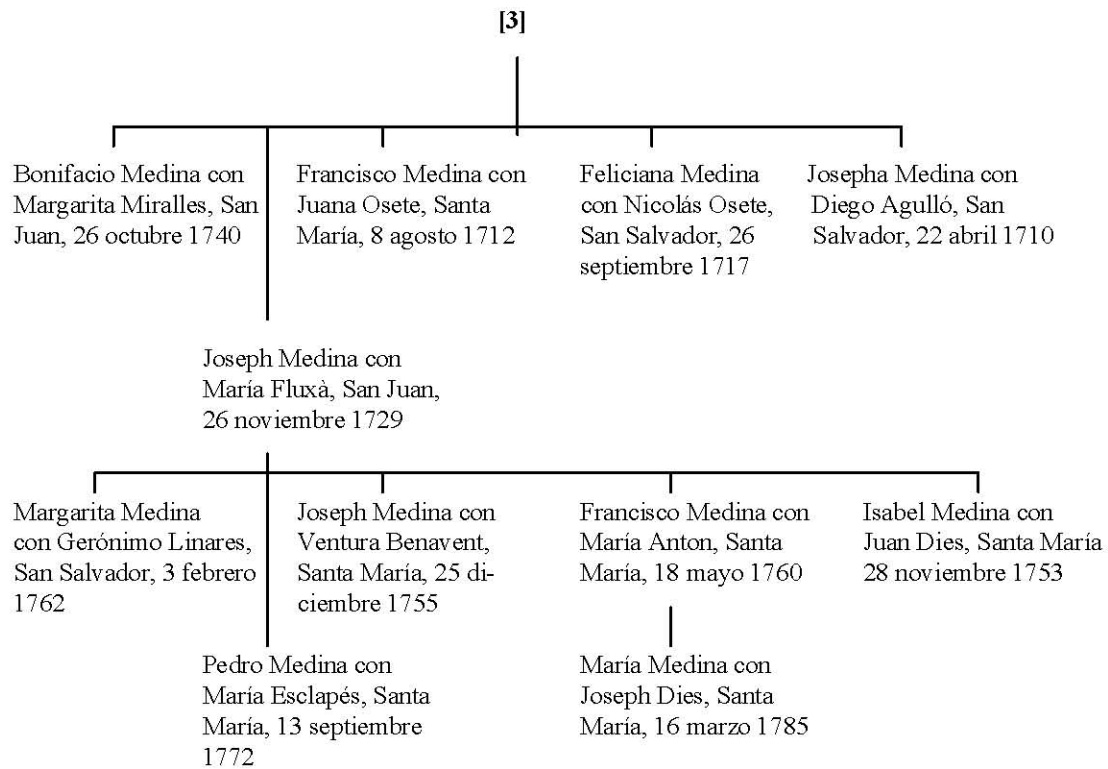 [3]
Bonifacio Medina con
Margarita Miralles, San
Juan, 26 octubre 1740
Francisco Medina con
Juana Osete, Santa
María, 8 agosto 1712
Feliciana Medina
con Nicolás Osete,
San Salvador, 26
septiembre 1717
Josepha Medina con
Diego Agulló, San
Salvador, 22 abril 1710
Joseph Medina con
María Fluxà, San Juan,
26 noviembre 1729
Margarita Medina
con Gerónimo Linares,
San Salvador, 3 febrero
1762
Joseph Medina con
Ventura Benavent,
Santa María, 25 di-
ciembre 1755
Francisco Medina con
María Anton, Santa
María, 18 mayo 1760
Isabel Medina con
Juan Dies, Santa María
28 noviembre 1753
Pedro Medina con
María Esclapés, Santa
María, 13 septiembre
1772
María Medina con
Joseph Dies, Santa
María, 16 marzo 1785